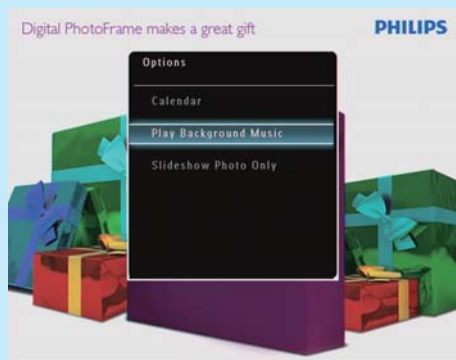 Digital PhotoFrame makes a great gift
PHILIPS
Options
Calendar
Play Background Music
Slideshow Photo Only